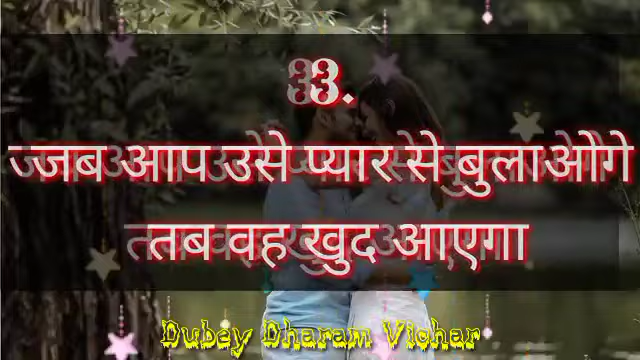 33.
जब आप उसे प्यार से बुलाओगे
तब वह खुद आएगा
Dubey Dharam Vichar